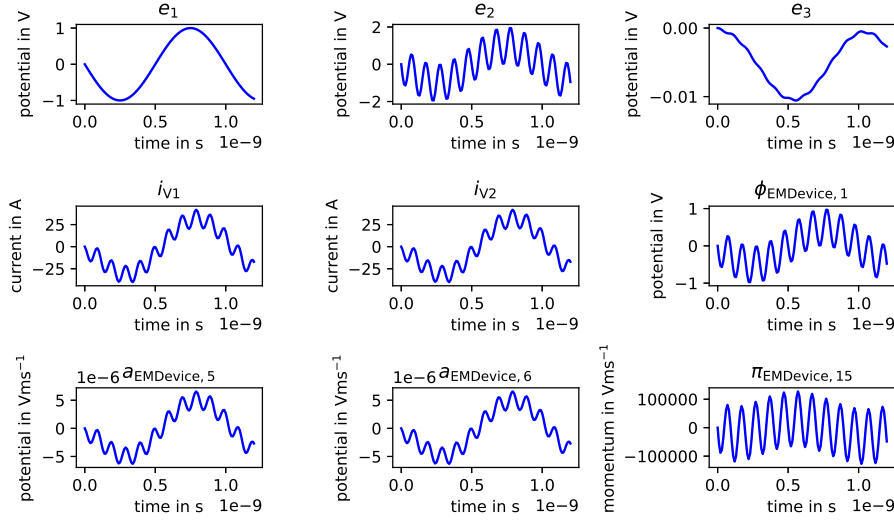 e₁
potential in V
1
0
−1
0.0 0.5 1.0
time in s 1e−9
e₂
potential in V
2
0
−2
0.0 0.5 1.0
time in s 1e−9
e₃
potential in V
0.00
−0.01
0.0 0.5 1.0
time in s 1e−9
i_V1
current in A
25
0
−25
0.0 0.5 1.0
time in s 1e−9
i_V2
current in A
25
0
−25
0.0 0.5 1.0
time in s 1e−9
ϕ_EMDevice, 1
potential in V
1
0
−1
0.0 0.5 1.0
time in s 1e−9
1e−6 a_EMDevice, 5
potential in Vms⁻¹
5
0
−5
0.0 0.5 1.0
time in s 1e−9
1e−6 a_EMDevice, 6
potential in Vms⁻¹
5
0
−5
0.0 0.5 1.0
time in s 1e−9
π_EMDevice, 15
momentum in Vms⁻¹
100000
0
−100000
0.0 0.5 1.0
time in s 1e−9